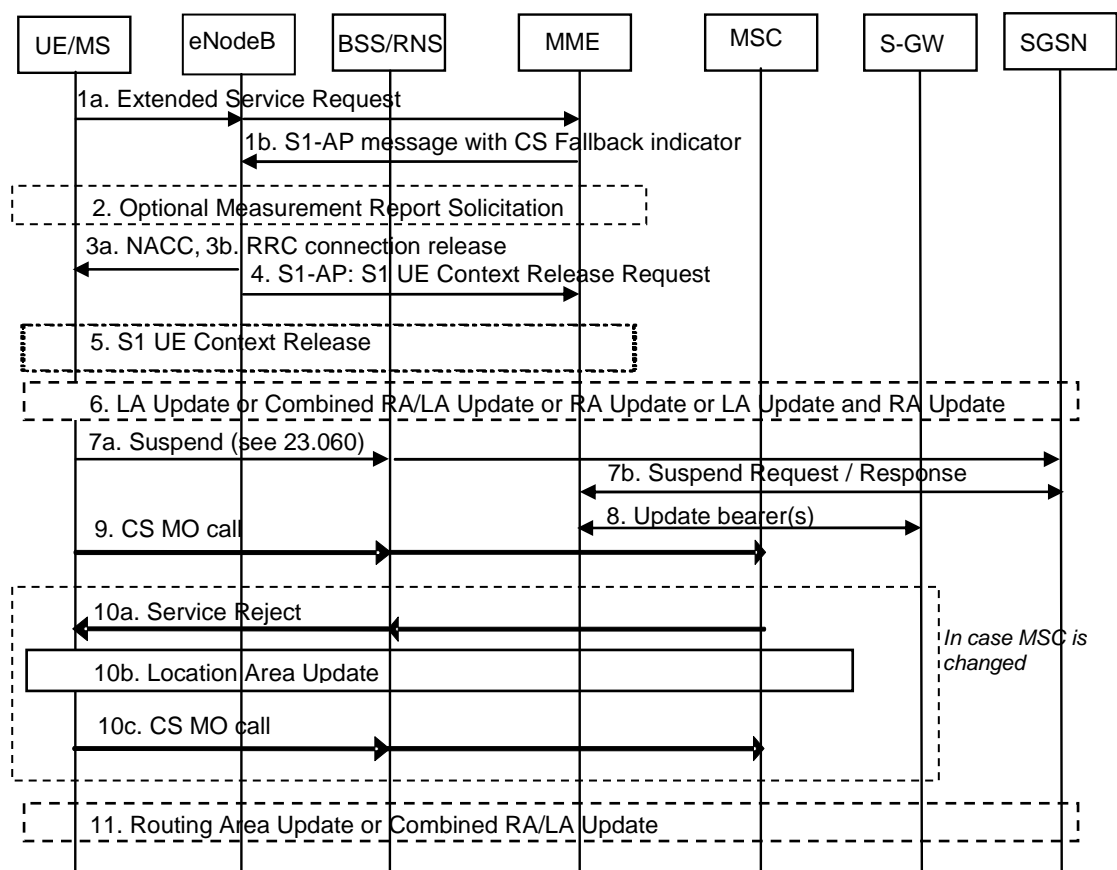 UE/MS
eNodeB
BSS/RNS
MME
MSC
S-GW
SGSN
1a. Extended Service Request
1b. S1-AP message with CS Fallback indicator
2. Optional Measurement Report Solicitation
3a. NACC, 3b. RRC connection release
4. S1-AP: S1 UE Context Release Request
5. S1 UE Context Release
6. LA Update or Combined RA/LA Update or RA Update or LA Update and RA Update
7a. Suspend (see 23.060)
7b. Suspend Request / Response
8. Update bearer(s)
9. CS MO call
10a. Service Reject
In case MSC is
changed
10b. Location Area Update
10c. CS MO call
11. Routing Area Update or Combined RA/LA Update